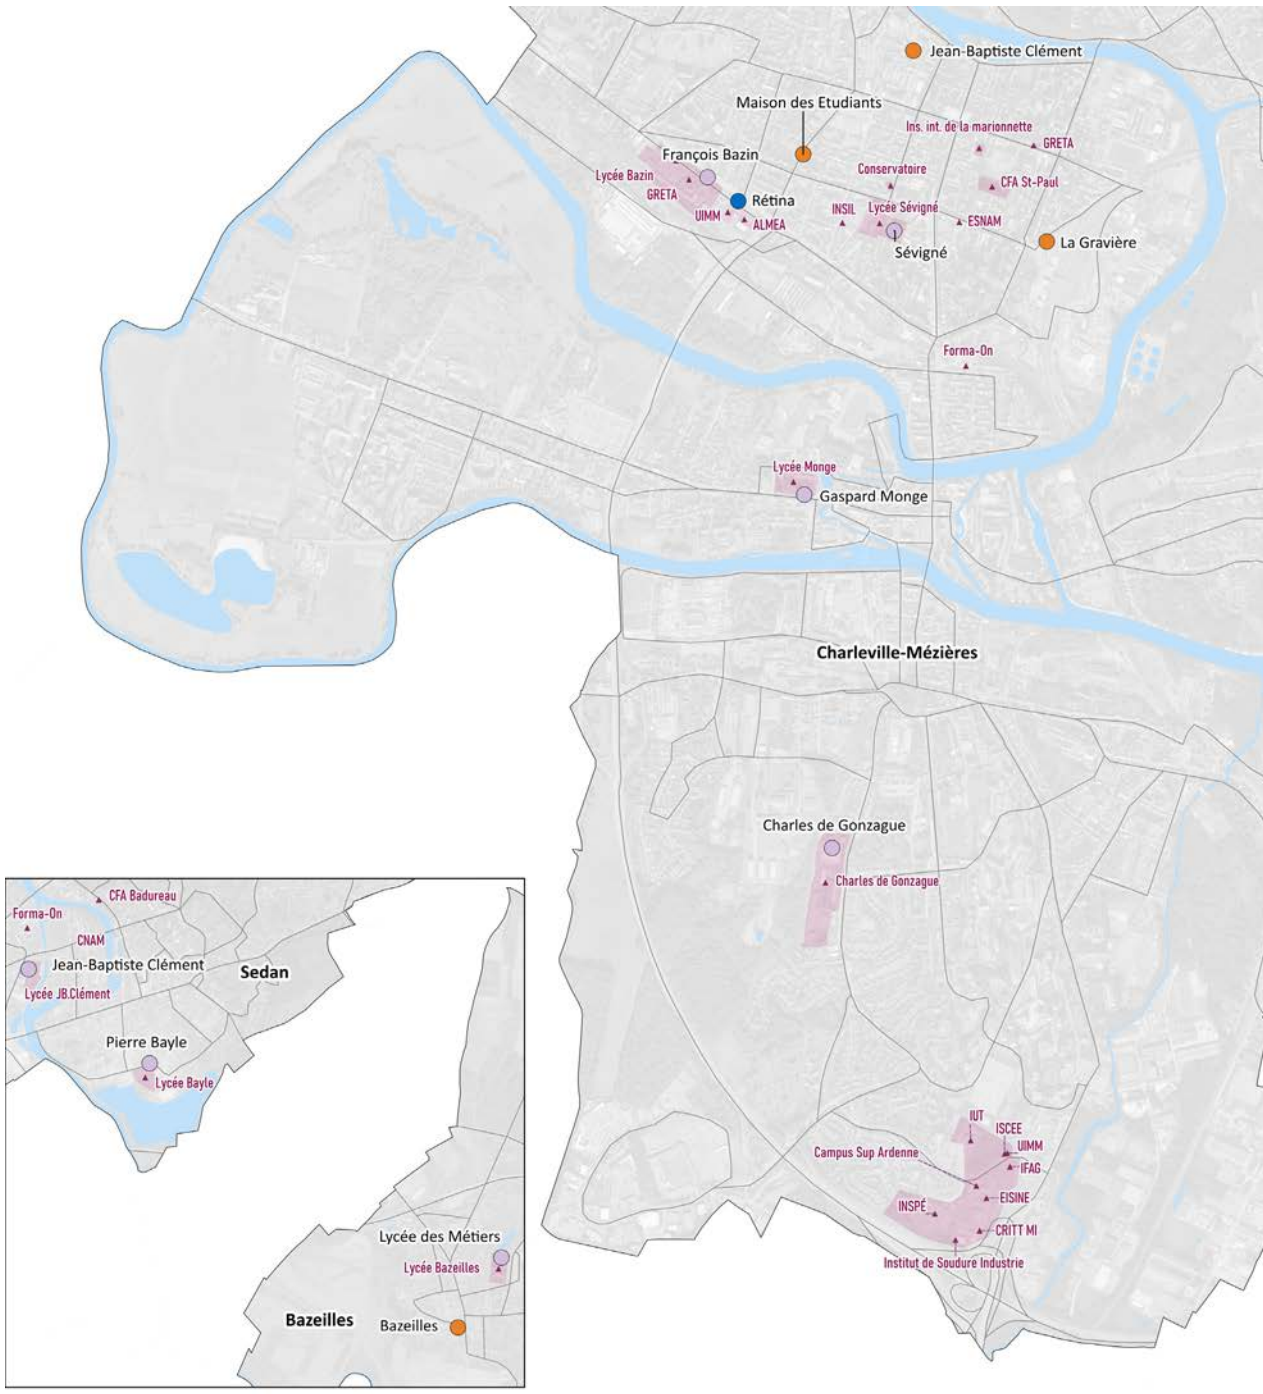 Jean-Baptiste Clément
Maison des Etudiants
Ins. int. de la marionnette
GRETA
François Bazin
Lycée Bazin
Conservatoire
CFA St-Paul
GRETA
Rétina
UIMM
ALMEA
INSIL
Lycée Sévigné
ESNAM
Sévigné
La Gravière
Forma-On
Lycée Monge
Gaspard Monge
Charleville-Mézières
Charles de Gonzague
Charles de Gonzague
CFA Badureau
Forma-On
CNAM
Jean-Baptiste Clément
Sedan
Lycée JB.Clément
Pierre Bayle
Lycée Bayle
Lycée des Métiers
Lycée Bazeilles
Bazeilles
Bazeilles
IUT
ISCEE
UIMM
Campus Sup Ardenne
IFAG
EISINE
INSPÉ
CRITT MI
Institut de Soudure Industrie